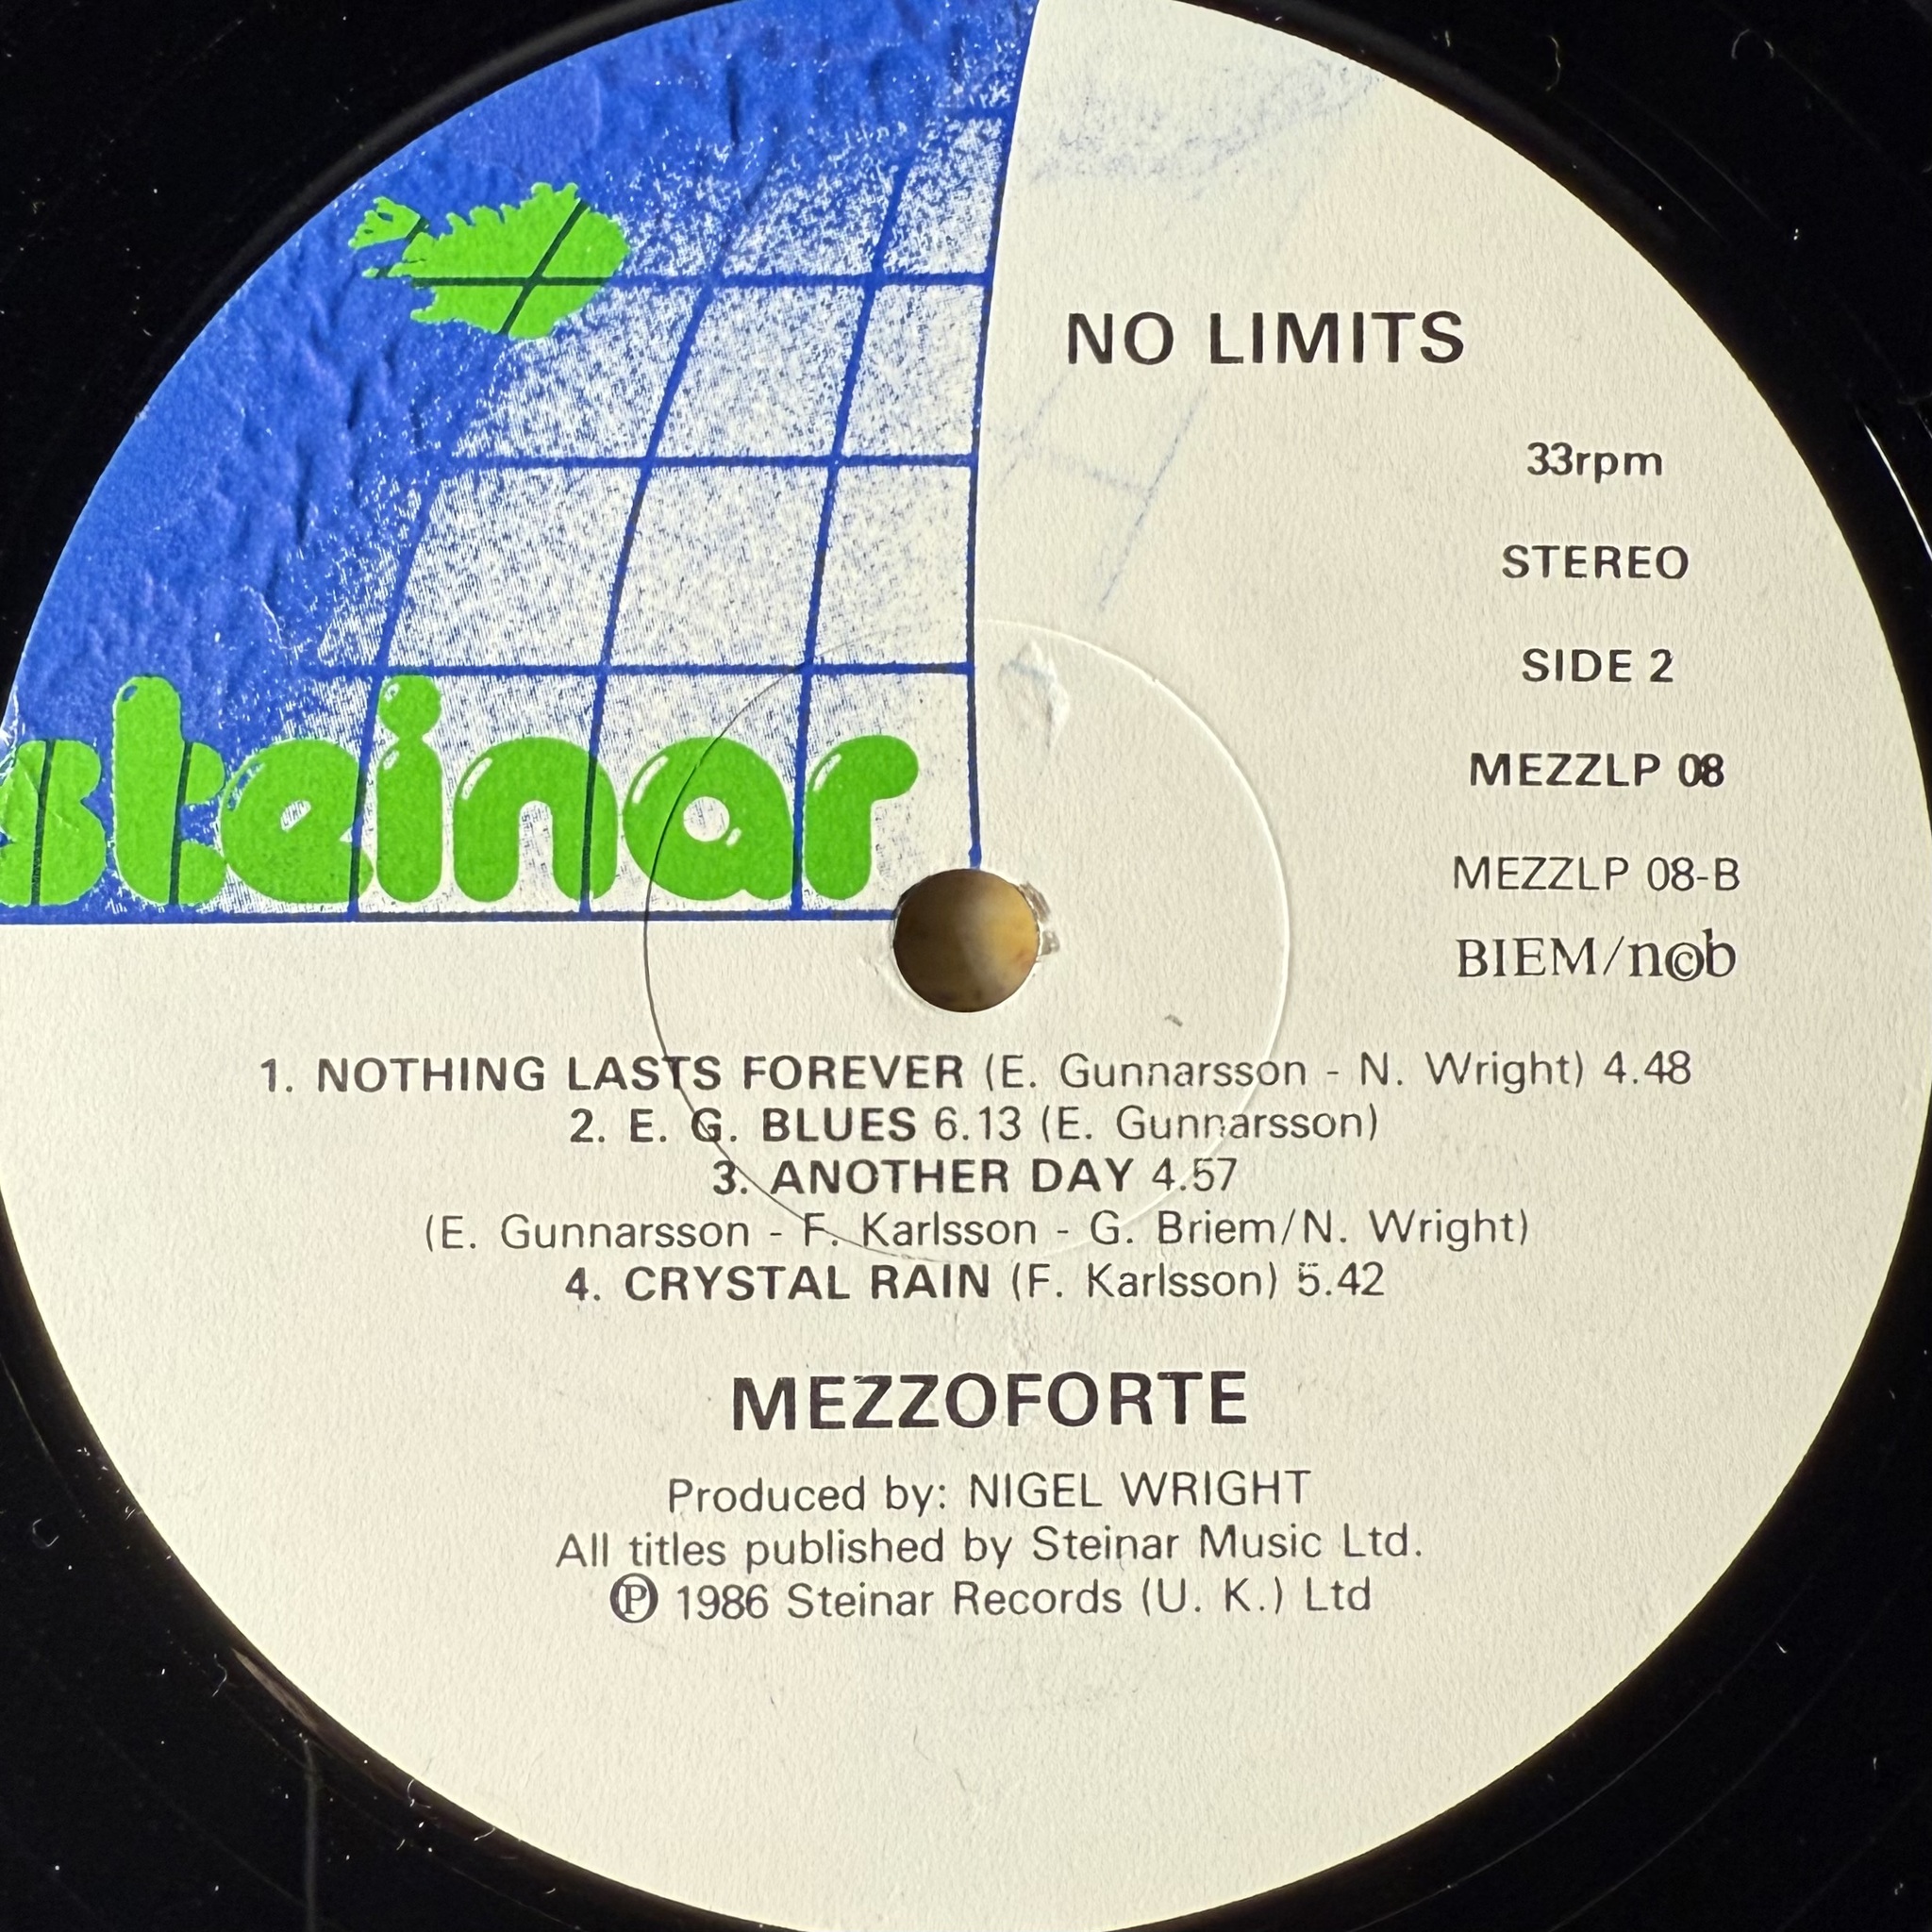 steinar
NO LIMITS
33rpm
STEREO
SIDE 2
MEZZLP 08
MEZZLP 08-B
BIEM/n©b
1. NOTHING LASTS FOREVER (E. Gunnarsson - N. Wright) 4.48
2. E. G. BLUES 6.13 (E. Gunnarsson)
3. ANOTHER DAY 4.57
(E. Gunnarsson - F. Karlsson - G. Briem/N. Wright)
4. CRYSTAL RAIN (F. Karlsson) 5.42
MEZZOFORTE
Produced by: NIGEL WRIGHT
All titles published by Steinar Music Ltd.
℗ 1986 Steinar Records (U. K.) Ltd